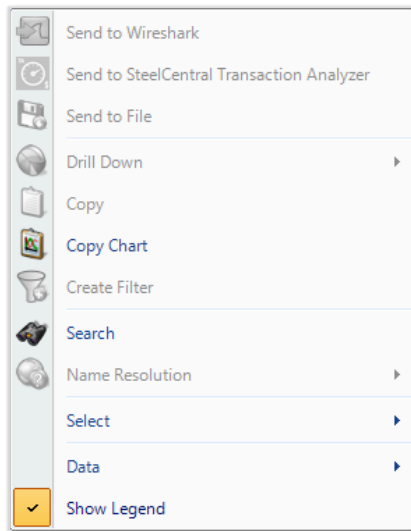 Send to Wireshark
Send to SteelCentral Transaction Analyzer
Send to File
Drill Down
Copy
Copy Chart
Create Filter
Search
Name Resolution
Select
Data
Show Legend